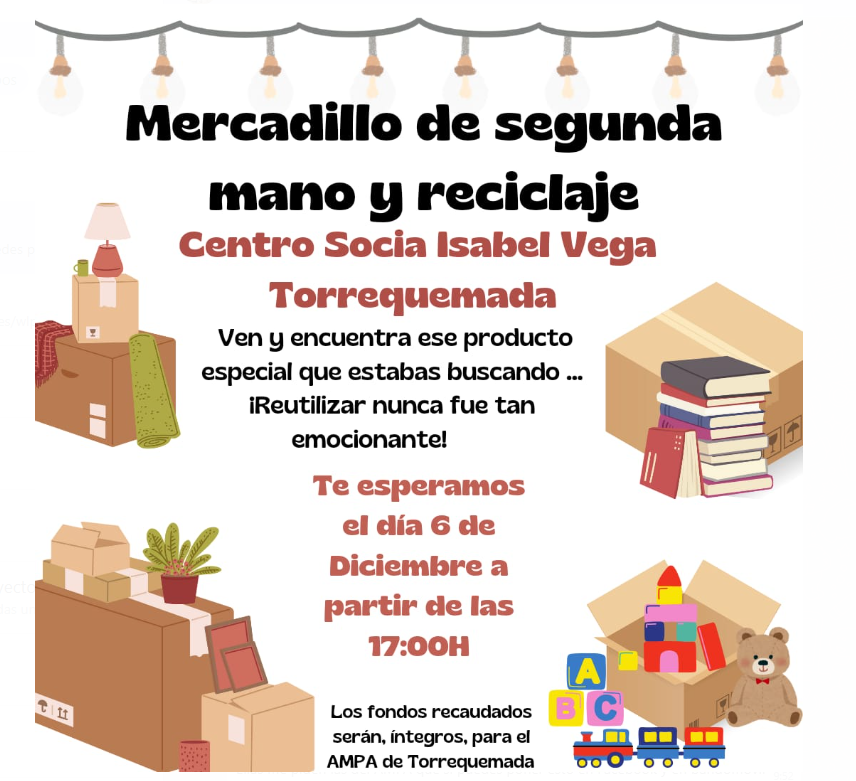 Mercadillo de segunda
mano y reciclaje
Centro Socia Isabel Vega
Torrequemada
Ven y encuentra ese producto
especial que estabas buscando ...
¡Reutilizar nunca fue tan
emocionante!
Te esperamos
el día 6 de
Diciembre a
partir de las
17:00H
A
B C
Los fondos recaudados
serán, íntegros, para el
AMPA de Torrequemada